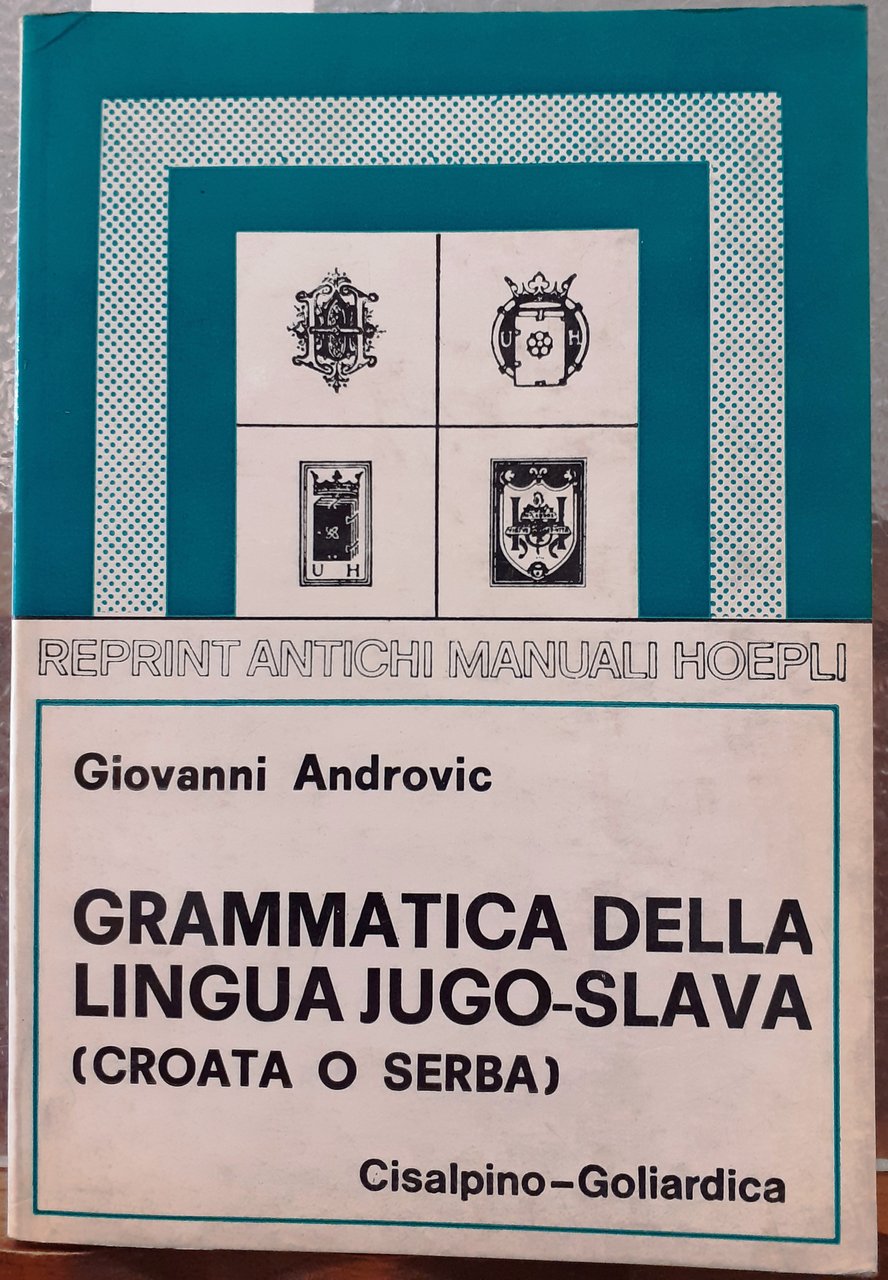 H
U H
U H
H
REPRINT ANTICHI MANUALI HOEPLI
Giovanni Androvic
GRAMMATICA DELLA
LINGUA JUGO-SLAVA
(CROATA O SERBA)
Cisalpino-Goliardica